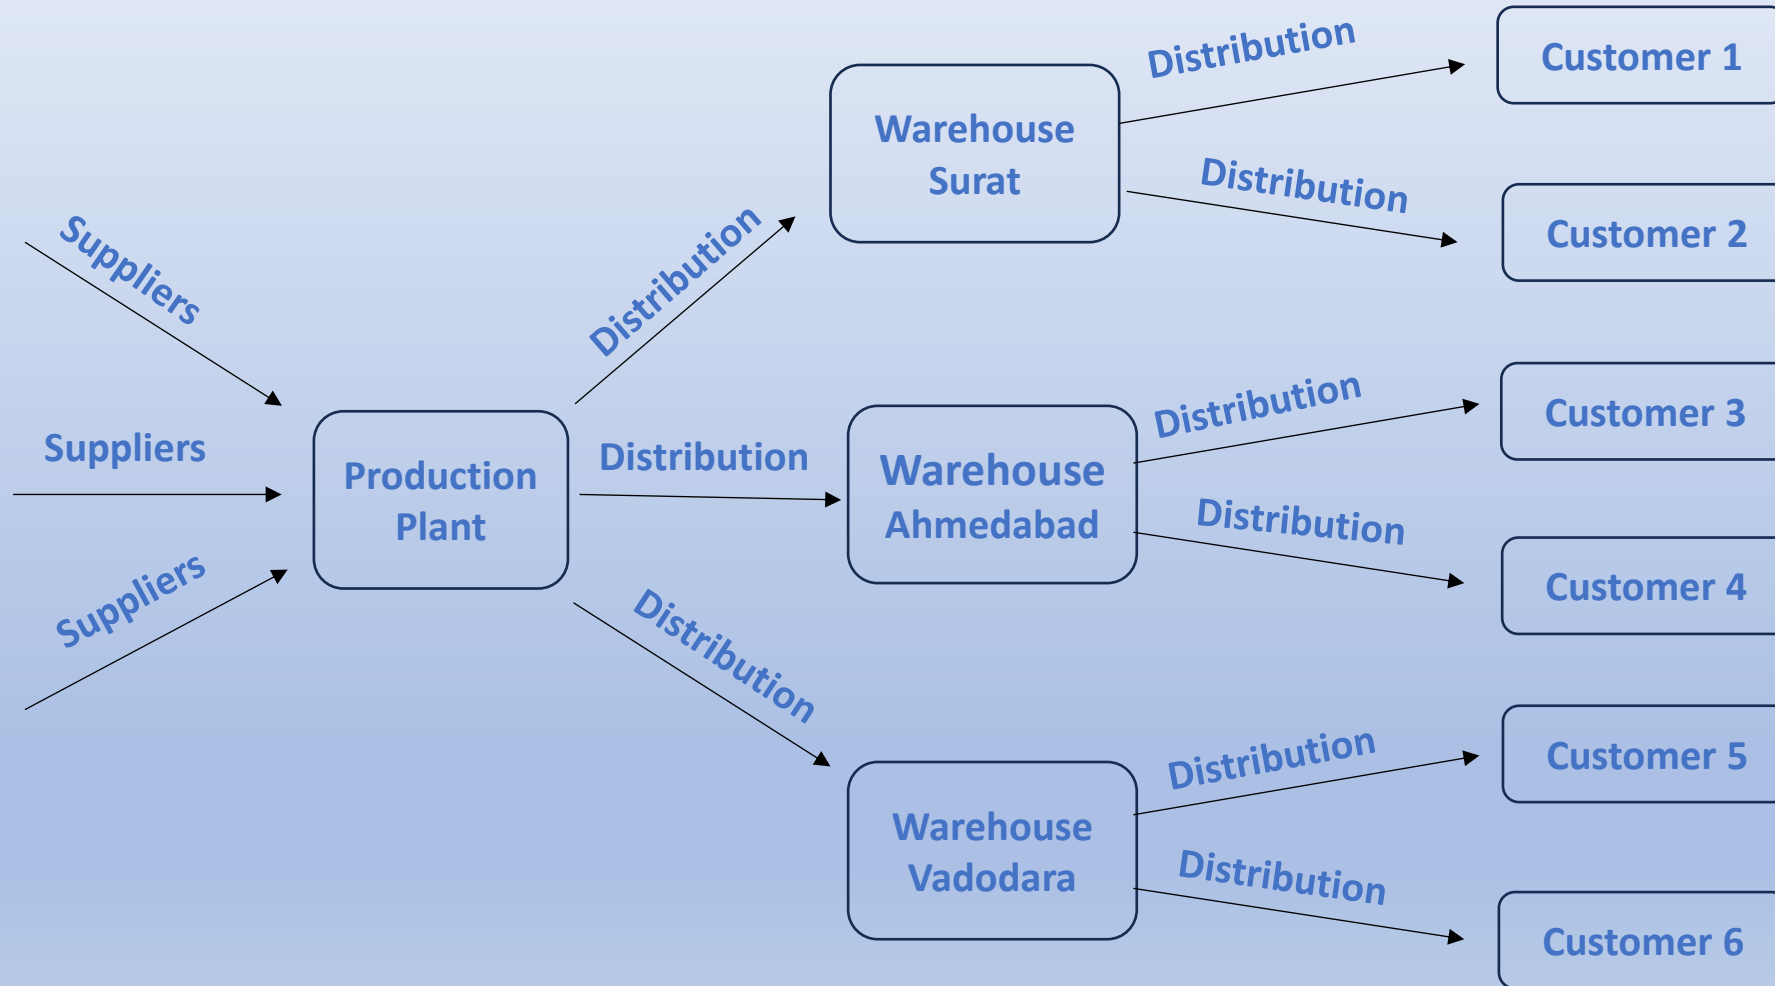 Suppliers
Suppliers
Suppliers
Production
Plant
Distribution
Distribution
Distribution
Warehouse
Surat
Warehouse
Ahmedabad
Warehouse
Vadodara
Distribution
Distribution
Distribution
Distribution
Distribution
Distribution
Customer 1
Customer 2
Customer 3
Customer 4
Customer 5
Customer 6